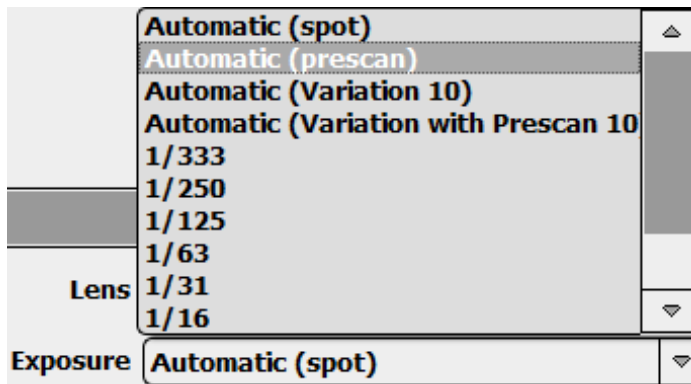 Automatic (spot)
Automatic (prescan)
Automatic (Variation 10)
Automatic (Variation with Prescan 10
1/333
1/250
1/125
1/63
Lens 1/31
1/16
Exposure Automatic (spot)